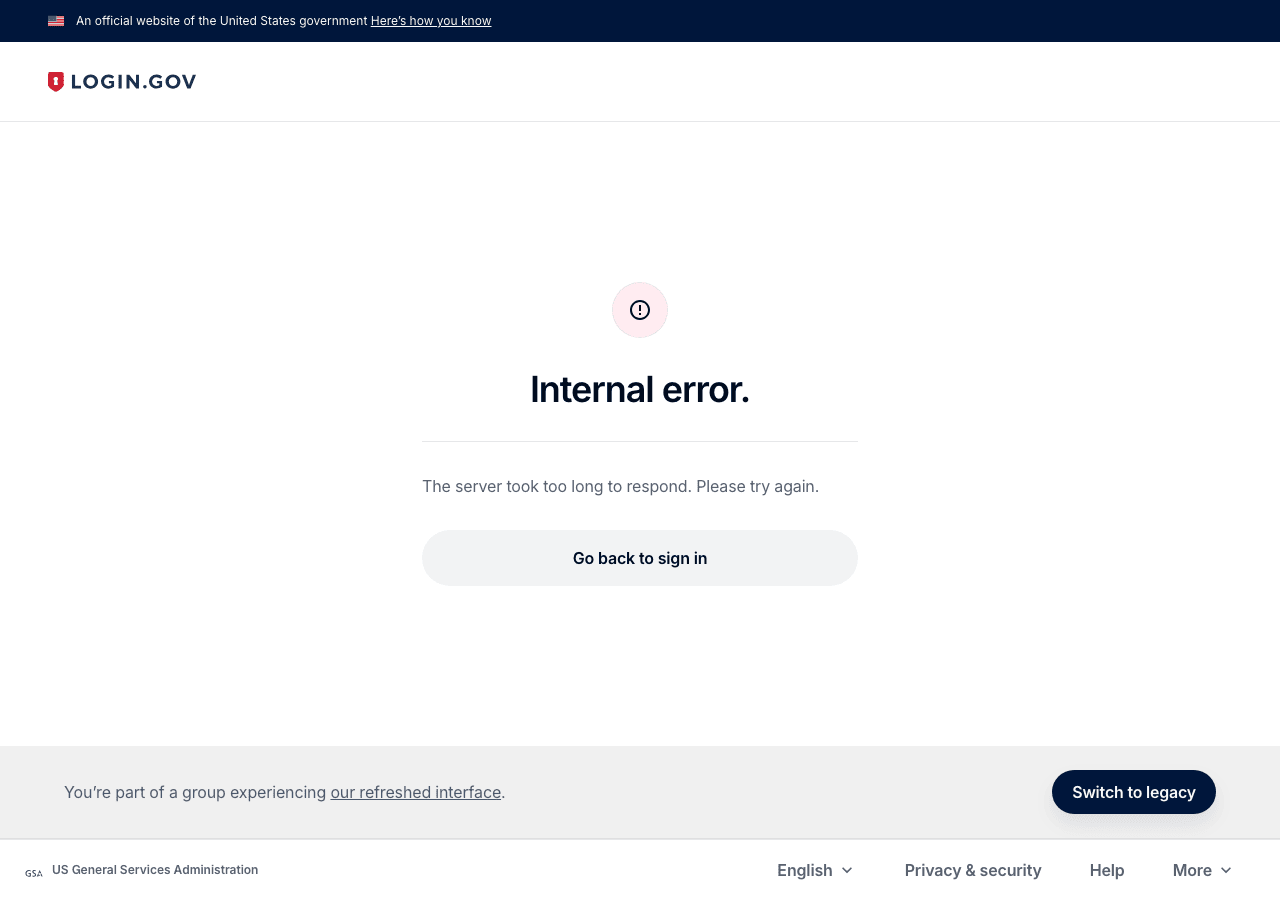 An official website of the United States government Here’s how you know
LOGIN.GOV
Internal error.
The server took too long to respond. Please try again.
Go back to sign in
You’re part of a group experiencing our refreshed interface.
Switch to legacy
GSA US General Services Administration
English
Privacy & security
Help
More